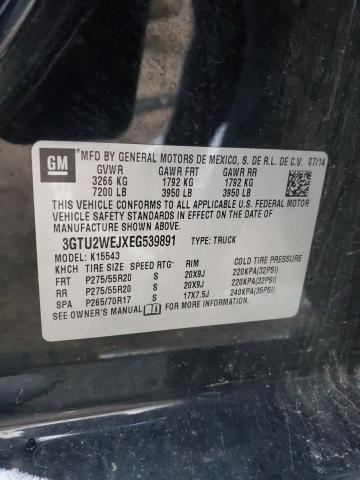 GM
*MFD BY GENERAL MOTORS DE MEXICO, S. DE R.L. DE C.V. 07/14
GVWR GAWR FRT GAWR RR
3266 KG 1792 KG 1792 KG
7200 LB 3950 LB 3950 LB
THIS VEHICLE CONFORMS TO ALL APPLICABLE U.S. FEDERAL MOTOR
VEHICLE SAFETY STANDARDS IN EFFECT ON THE DATE OF
MANUFACTURE SHOWN ABOVE.
3GTU2WEJXEG539891 TYPE: TRUCK
MODEL: K15543
KHCH TIRE SIZE SPEED RTG RIM COLD TIRE PRESSURE
FRT P275/55R20 S 20X9J 220KPA(32PSI)
RR P275/55R20 S 20X9J 220KPA(32PSI)
SPA P265/70R17 S 17X7.5J 240KPA(35PSI)
SEE OWNER'S MANUAL FOR MORE INFORMATION.